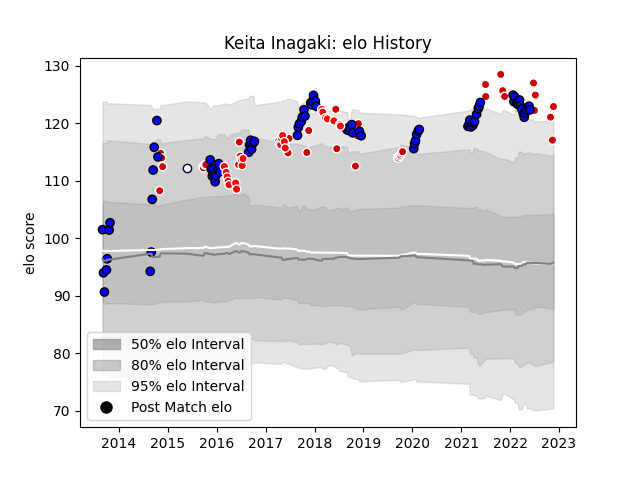 Keita Inagaki: elo History
elo score
130
120
110
100
90
80
70
50% elo Interval
80% elo Interval
95% elo Interval
Post Match elo
2014 2015 2016 2017 2018 2019 2020 2021 2022 2023